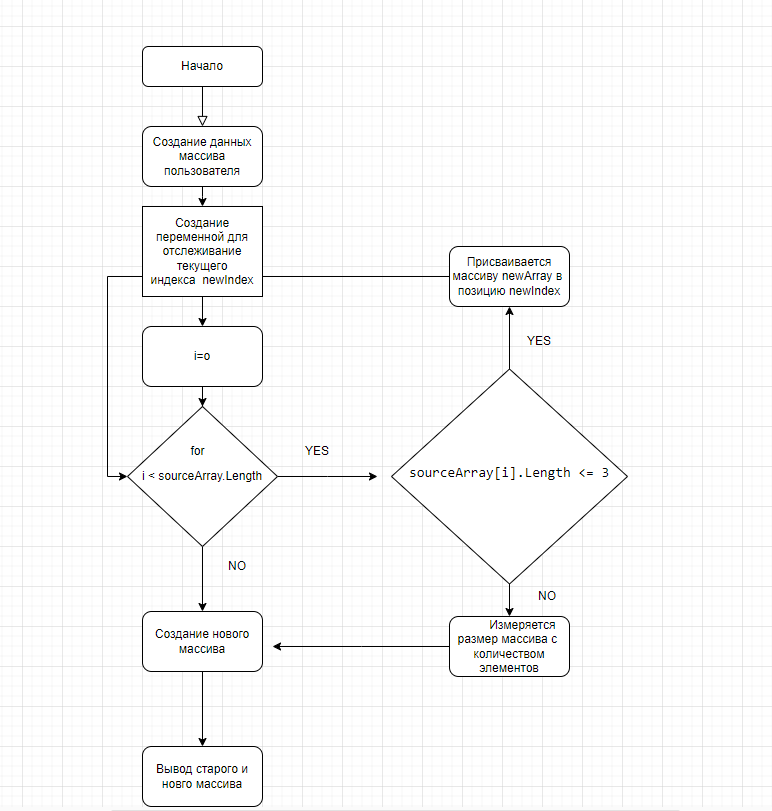 Начало
Создание данных
массива
пользователя
Создание
переменной для
отслеживание
текущего
индекса newIndex
Присваивается
массиву newArray в
позицию newIndex
YES
i=o
for
i < sourceArray.Length
YES
sourceArray[i].Length <= 3
NO
NO
Создание нового
массива
Измеряется
размер массива с
количеством
элементов
Вывод старого и
нового массива